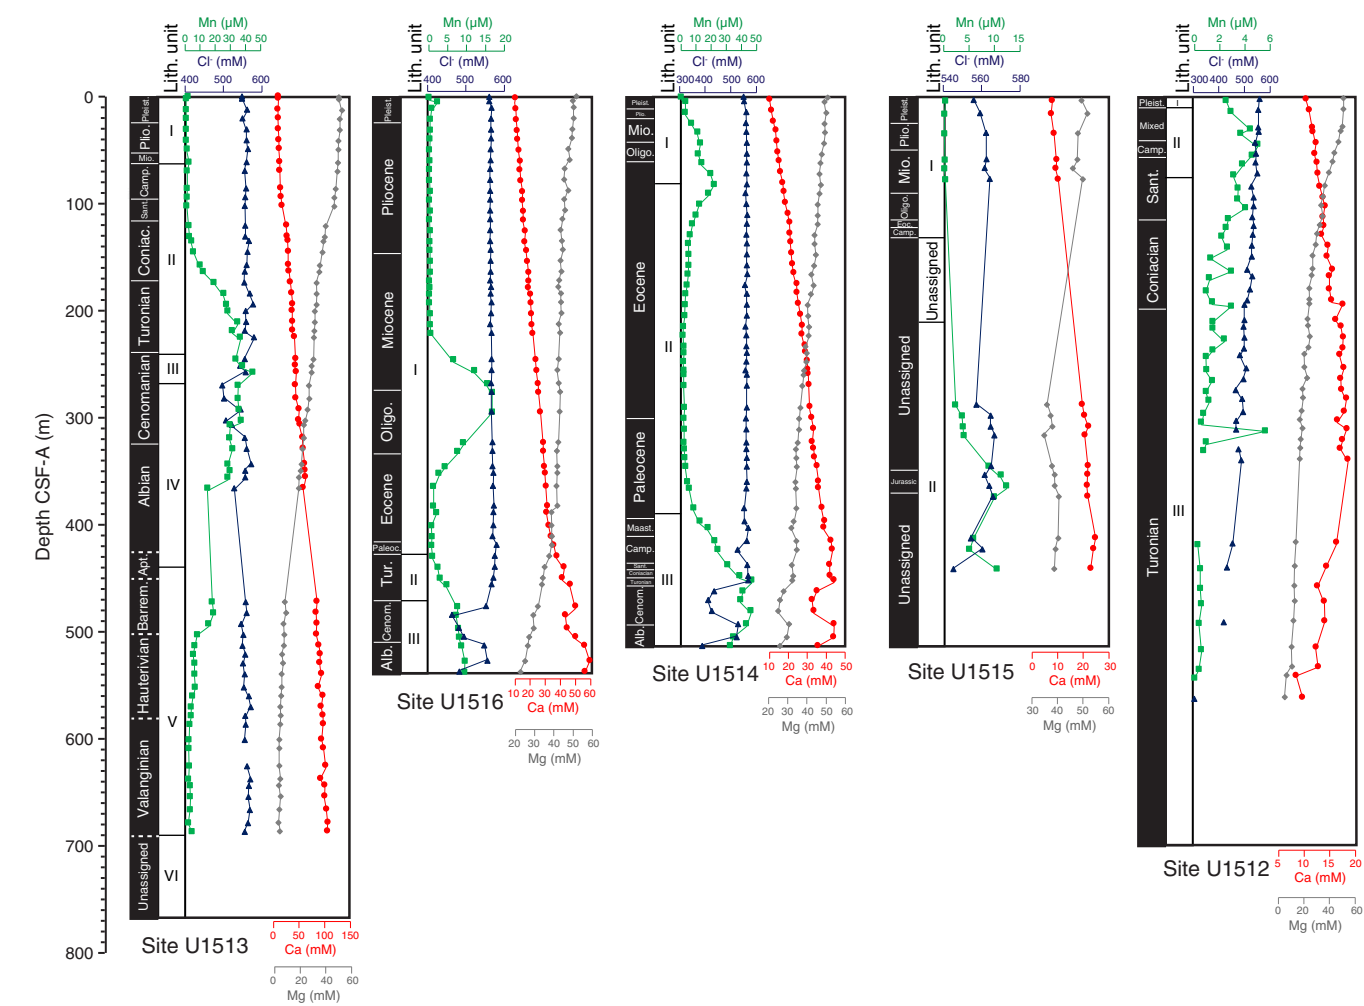 Depth CSF-A (m)
0
100
200
300
400
500
600
700
800
Lith. unit
Mn (µM)
0 10 20 30 40 50
Cl⁻ (mM)
400 500 600
Pleist.
Plio.
Mio.
Camp.
Sant.
Coniac.
Turonian
Cenomanian
Albian
Apt.
Barrem.
Hauterivian
Valanginian
Unassigned
I
II
III
IV
V
VI
Site U1513
0 50 100 150
Ca (mM)
0 20 40 60
Mg (mM)
Lith. unit
Mn (µM)
0 5 10 15 20
Cl⁻ (mM)
400 500 600
Pliocene
Miocene
Oligo.
Eocene
Paleoc.
Tur.
Cenom.
Alb.
I
II
III
Site U1516
10 20 30 40 50 60
Ca (mM)
20 30 40 50 60
Mg (mM)
Lith. unit
Mn (µM)
0 10 20 30 40 50
Cl⁻ (mM)
300 400 500 600
Pleist.
Plio.
Mio.
Oligo.
Eocene
Paleocene
Maast.
Camp.
Sant.
Coniacian
Turonian
Cenom.
Alb.
I
II
III
Site U1514
10 20 30 40 50
Ca (mM)
20 30 40 50 60
Mg (mM)
Lith. unit
Mn (µM)
0 5 10 15
Cl⁻ (mM)
540 560 580
Pleist.
Plio.
Mio.
Oligo.
Eoc.
Camp.
Unassigned
Jurassic
Unassigned
I
Unassigned
II
Site U1515
0 10 20 30
Ca (mM)
30 40 50 60
Mg (mM)
Lith. unit
Mn (µM)
0 2 4 6
Cl⁻ (mM)
300 400 500 600
Pleist.
Mixed
Camp.
Sant.
Coniacian
Turonian
I
II
III
Site U1512
5 10 15 20
Ca (mM)
0 20 40 60
Mg (mM)